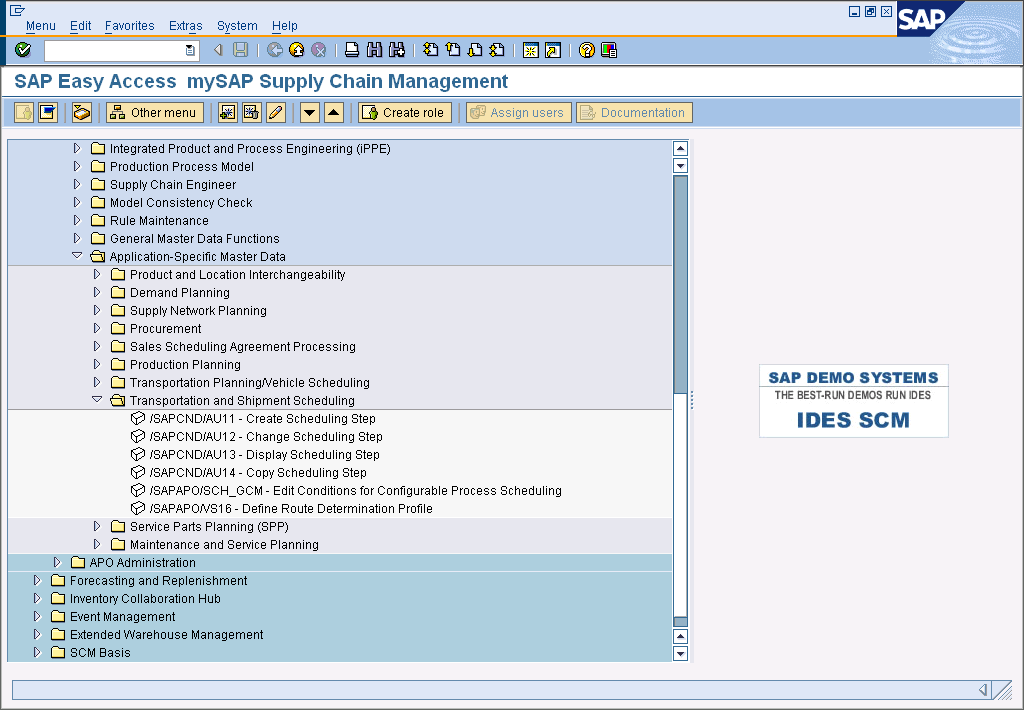 Menu Edit Favorites Extras System Help
SAP
SAP Easy Access mySAP Supply Chain Management
Other menu Create role Assign users Documentation
Integrated Product and Process Engineering (iPPE)
Production Process Model
Supply Chain Engineer
Model Consistency Check
Rule Maintenance
General Master Data Functions
Application-Specific Master Data
Product and Location Interchangeability
Demand Planning
Supply Network Planning
Procurement
Sales Scheduling Agreement Processing
Production Planning
Transportation Planning/Vehicle Scheduling
Transportation and Shipment Scheduling
/SAPCND/AU11 - Create Scheduling Step
/SAPCND/AU12 - Change Scheduling Step
/SAPCND/AU13 - Display Scheduling Step
/SAPCND/AU14 - Copy Scheduling Step
/SAPAPO/SCH_GCM - Edit Conditions for Configurable Process Scheduling
/SAPAPO/VS16 - Define Route Determination Profile
Service Parts Planning (SPP)
Maintenance and Service Planning
APO Administration
Forecasting and Replenishment
Inventory Collaboration Hub
Event Management
Extended Warehouse Management
SCM Basis
SAP DEMO SYSTEMS
THE BEST-RUN DEMOS RUN IDES
IDES SCM